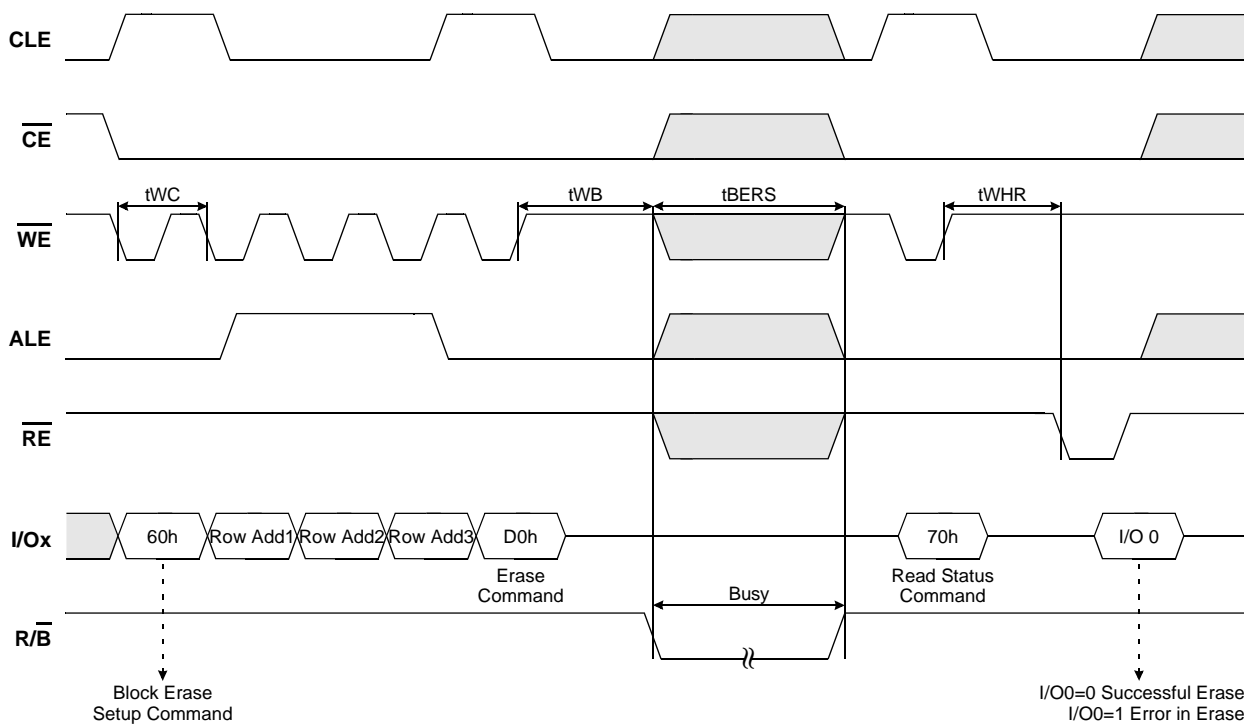 CLE
CE
tWC
tWB
tBERS
tWHR
WE
ALE
RE
I/Ox
60h
Row Add1
Row Add2
Row Add3
D0h
70h
I/O 0
Erase
Command
Read Status
Command
Busy
R/B
Block Erase
Setup Command
I/O0=0 Successful Erase
I/O0=1 Error in Erase